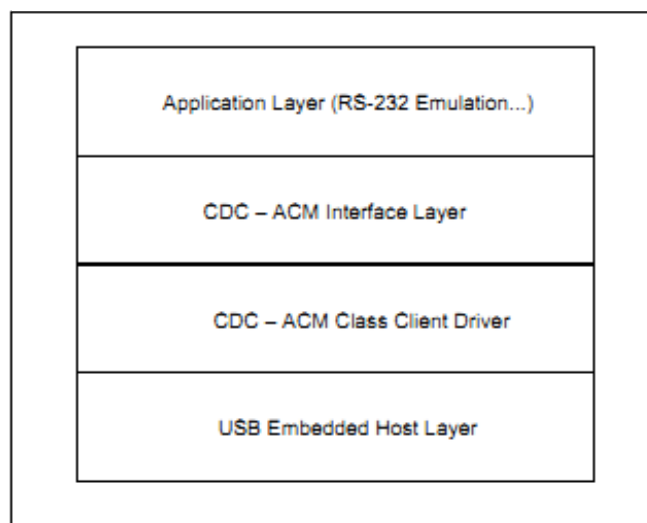 Application Layer (RS-232 Emulation...)
CDC – ACM Interface Layer
CDC – ACM Class Client Driver
USB Embedded Host Layer